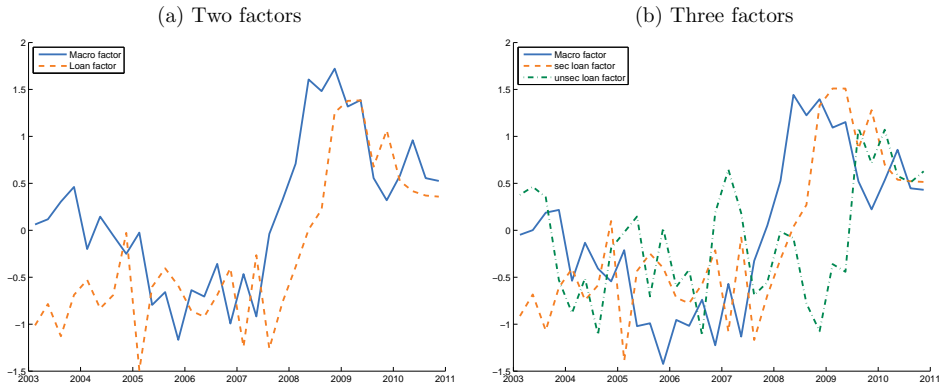 (a) Two factors
2
1.5
1
0.5
0
−0.5
−1
−1.5
2003 2004 2005 2006 2007 2008 2009 2010 2011
Macro factor
Loan factor
(b) Three factors
2
1.5
1
0.5
0
−0.5
−1
−1.5
2003 2004 2005 2006 2007 2008 2009 2010 2011
Macro factor
sec loan factor
unsec loan factor